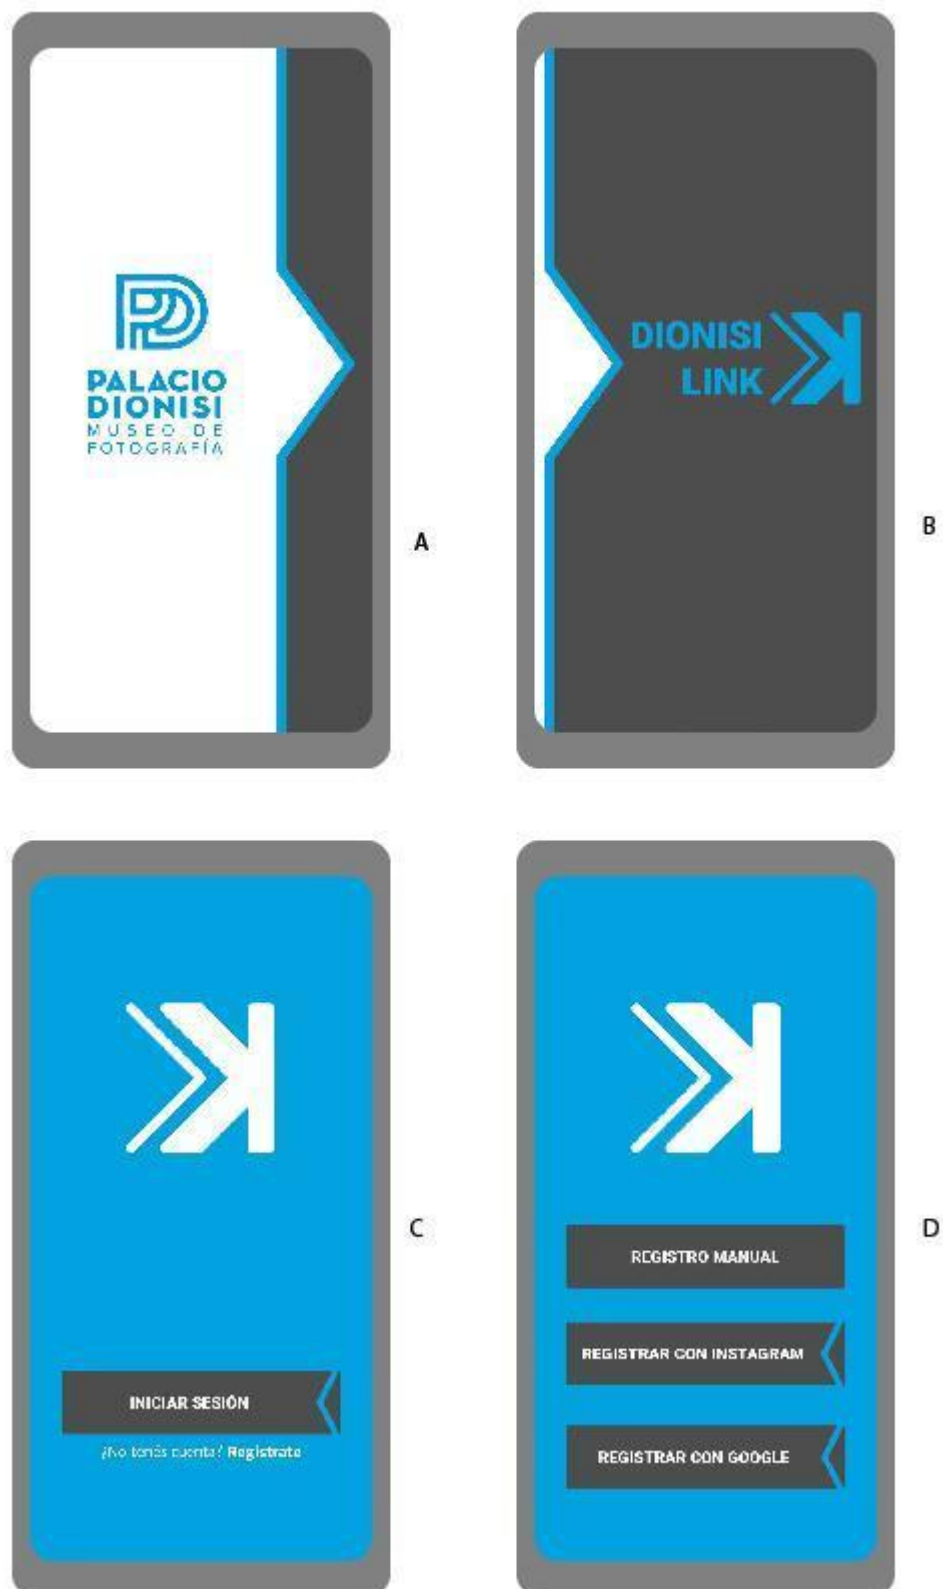 PALACIO
DIONISI
MUSEO DE
FOTOGRAFÍA
A
DIONISI
LINK
B
INICIAR SESIÓN
¿No tenés cuenta? Registrate
C
REGISTRO MANUAL
REGISTRAR CON INSTAGRAM
REGISTRAR CON GOOGLE
D